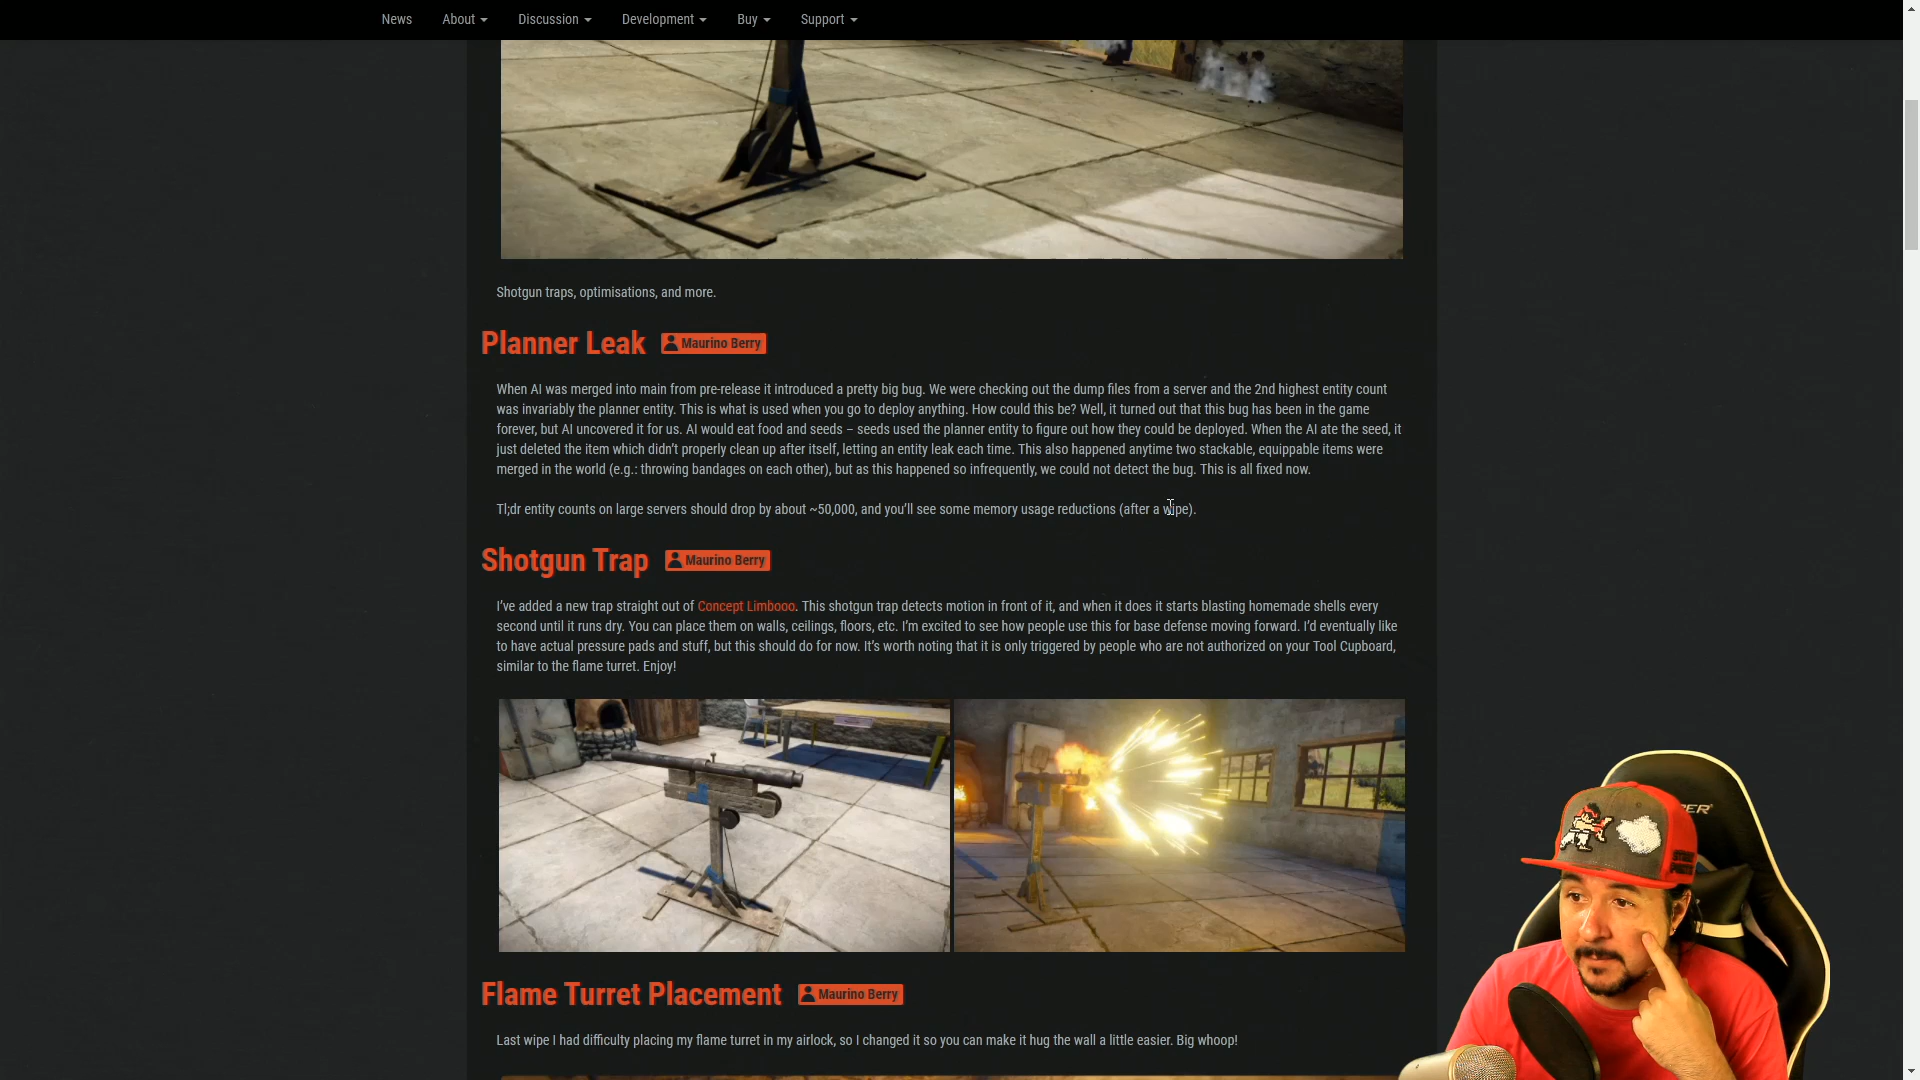 News About Discussion Development Buy Support
Shotgun traps, optimisations, and more.
Planner Leak Maurino Berry
When AI was merged into main from pre-release it introduced a pretty big bug. We were checking out the dump files from a server and the 2nd highest entity count
was invariably the planner entity. This is what is used when you go to deploy anything. How could this be? Well, it turned out that this bug has been in the game
forever, but AI uncovered it for us. AI would eat food and seeds – seeds used the planner entity to figure out how they could be deployed. When the AI ate the seed, it
just deleted the item which didn't properly clean up after itself, letting an entity leak each time. This also happened anytime two stackable, equippable items were
merged in the world (e.g.: throwing bandages on each other), but as this happened so infrequently, we could not detect the bug. This is all fixed now.
Tl;dr entity counts on large servers should drop by about ~50,000, and you'll see some memory usage reductions (after a wipe).
Shotgun Trap Maurino Berry
I've added a new trap straight out of Concept Limbooo. This shotgun trap detects motion in front of it, and when it does it starts blasting homemade shells every
second until it runs dry. You can place them on walls, ceilings, floors, etc. I'm excited to see how people use this for base defense moving forward. I'd eventually like
to have actual pressure pads and stuff, but this should do for now. It's worth noting that it is only triggered by people who are not authorized on your Tool Cupboard,
similar to the flame turret. Enjoy!
Flame Turret Placement Maurino Berry
Last wipe I had difficulty placing my flame turret in my airlock, so I changed it so you can make it hug the wall a little easier. Big whoop!